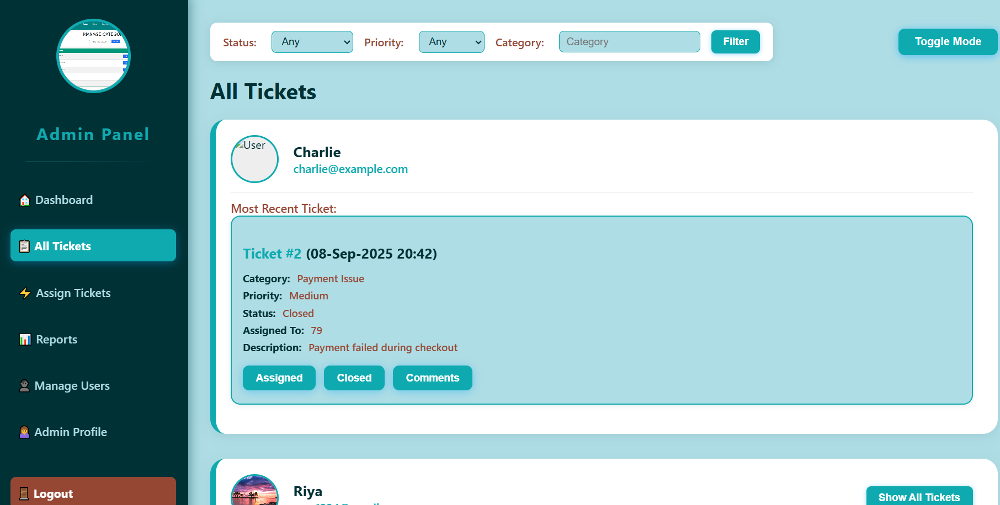 MANAGE CATEGO
Admin Panel
Dashboard
All Tickets
Assign Tickets
Reports
Manage Users
Admin Profile
Logout
Status: Any Priority: Any Category: Category Filter
Toggle Mode
All Tickets
User
Charlie
charlie@example.com
Most Recent Ticket:
Ticket #2 (08-Sep-2025 20:42)
Category: Payment Issue
Priority: Medium
Status: Closed
Assigned To: 79
Description: Payment failed during checkout
Assigned Closed Comments
Riya
Show All Tickets